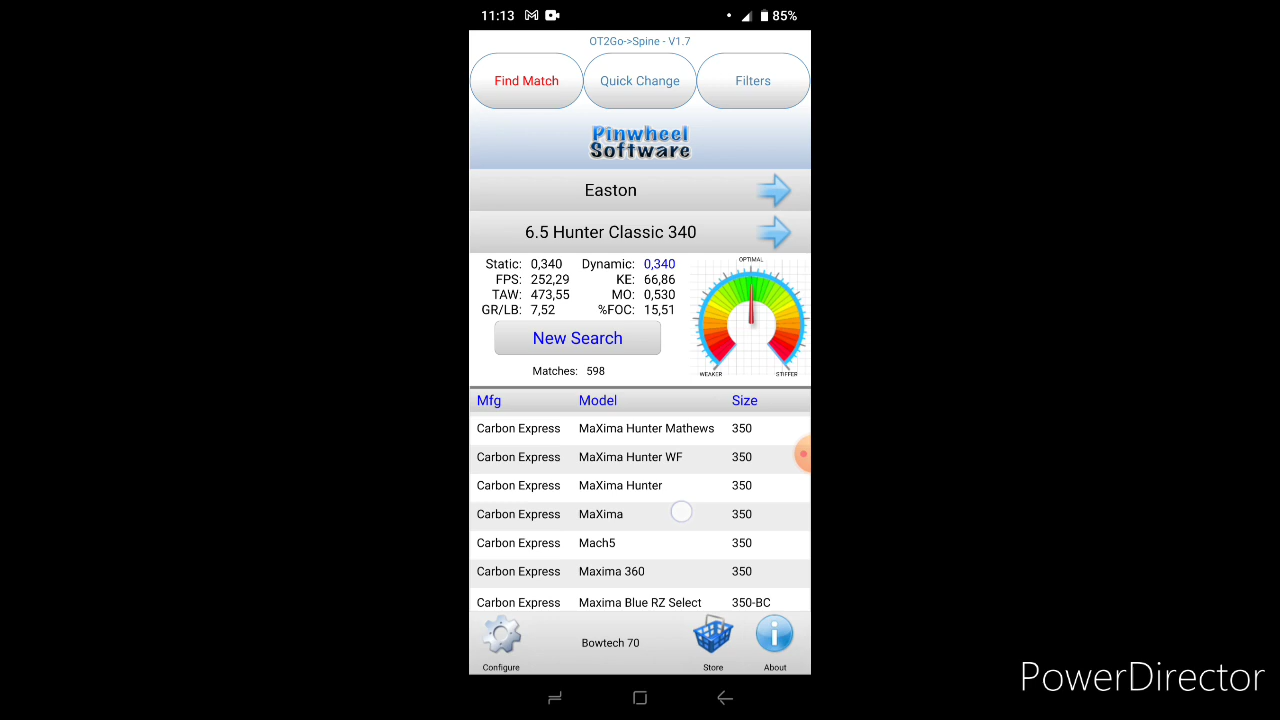 11:13 85%
OT2Go->Spine - V1.7
Find Match Quick Change Filters
Pinwheel
Software
Easton
6.5 Hunter Classic 340
Static: 0,340 Dynamic: 0,340
FPS: 252,29 KE: 66,86
TAW: 473,55 MO: 0,530
GR/LB: 7,52 %FOC: 15,51
OPTIMAL
WEAKER STIFFER
New Search
Matches: 598
Mfg Model Size
Carbon Express MaXima Hunter Mathews 350
Carbon Express MaXima Hunter WF 350
Carbon Express MaXima Hunter 350
Carbon Express MaXima 350
Carbon Express Mach5 350
Carbon Express Maxima 360 350
Carbon Express Maxima Blue RZ Select 350-BC
Configure Bowtech 70 Store About
PowerDirector